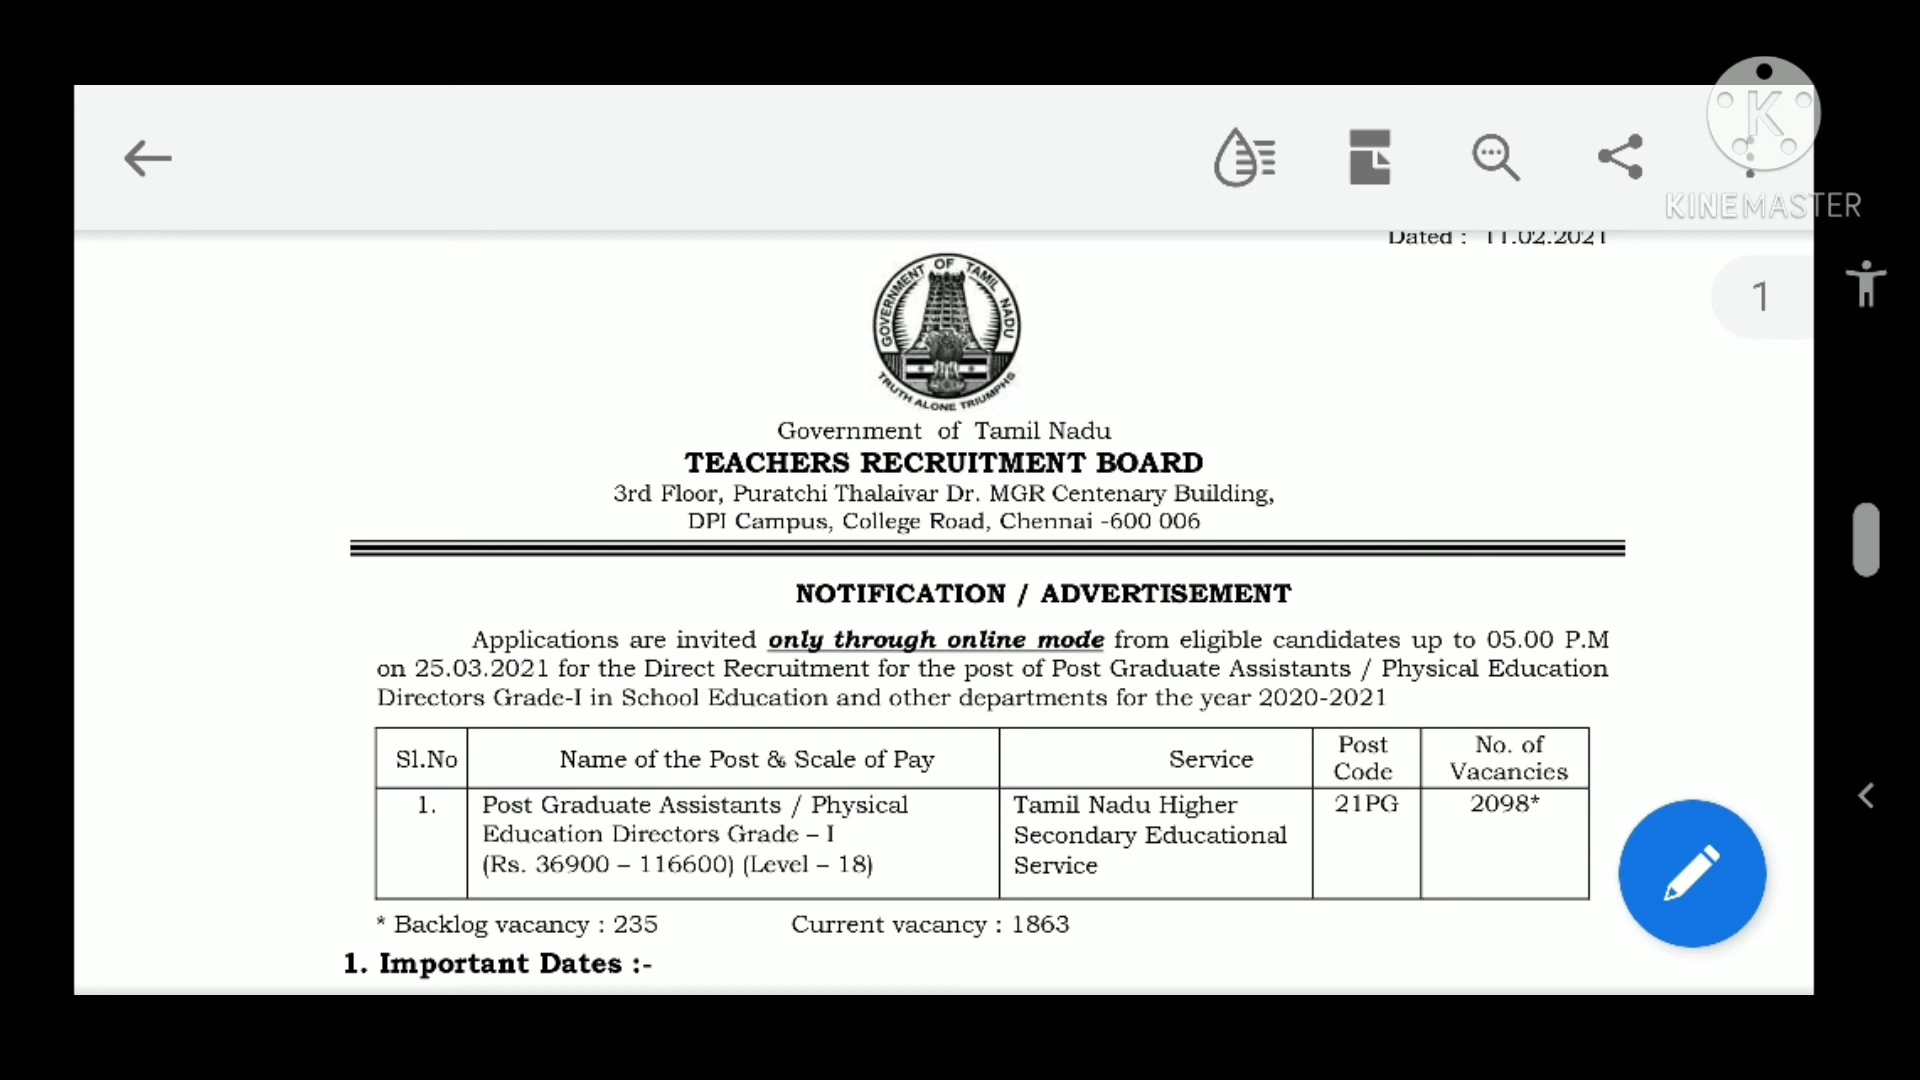 K
KINEMASTER
Dated : 11.02.2021
1
GOVERNMENT OF TAMIL NADU
TRUTH ALONE TRIUMPHS
Government of Tamil Nadu
TEACHERS RECRUITMENT BOARD
3rd Floor, Puratchi Thalaivar Dr. MGR Centenary Building,
DPI Campus, College Road, Chennai -600 006
NOTIFICATION / ADVERTISEMENT
Applications are invited only through online mode from eligible candidates up to 05.00 P.M
on 25.03.2021 for the Direct Recruitment for the post of Post Graduate Assistants / Physical Education
Directors Grade-I in School Education and other departments for the year 2020-2021
Sl.No Name of the Post & Scale of Pay Service Post Code No. of Vacancies
1. Post Graduate Assistants / Physical Tamil Nadu Higher 21PG 2098*
Education Directors Grade – I Secondary Educational
(Rs. 36900 – 116600) (Level – 18) Service
* Backlog vacancy : 235 Current vacancy : 1863
1. Important Dates :-